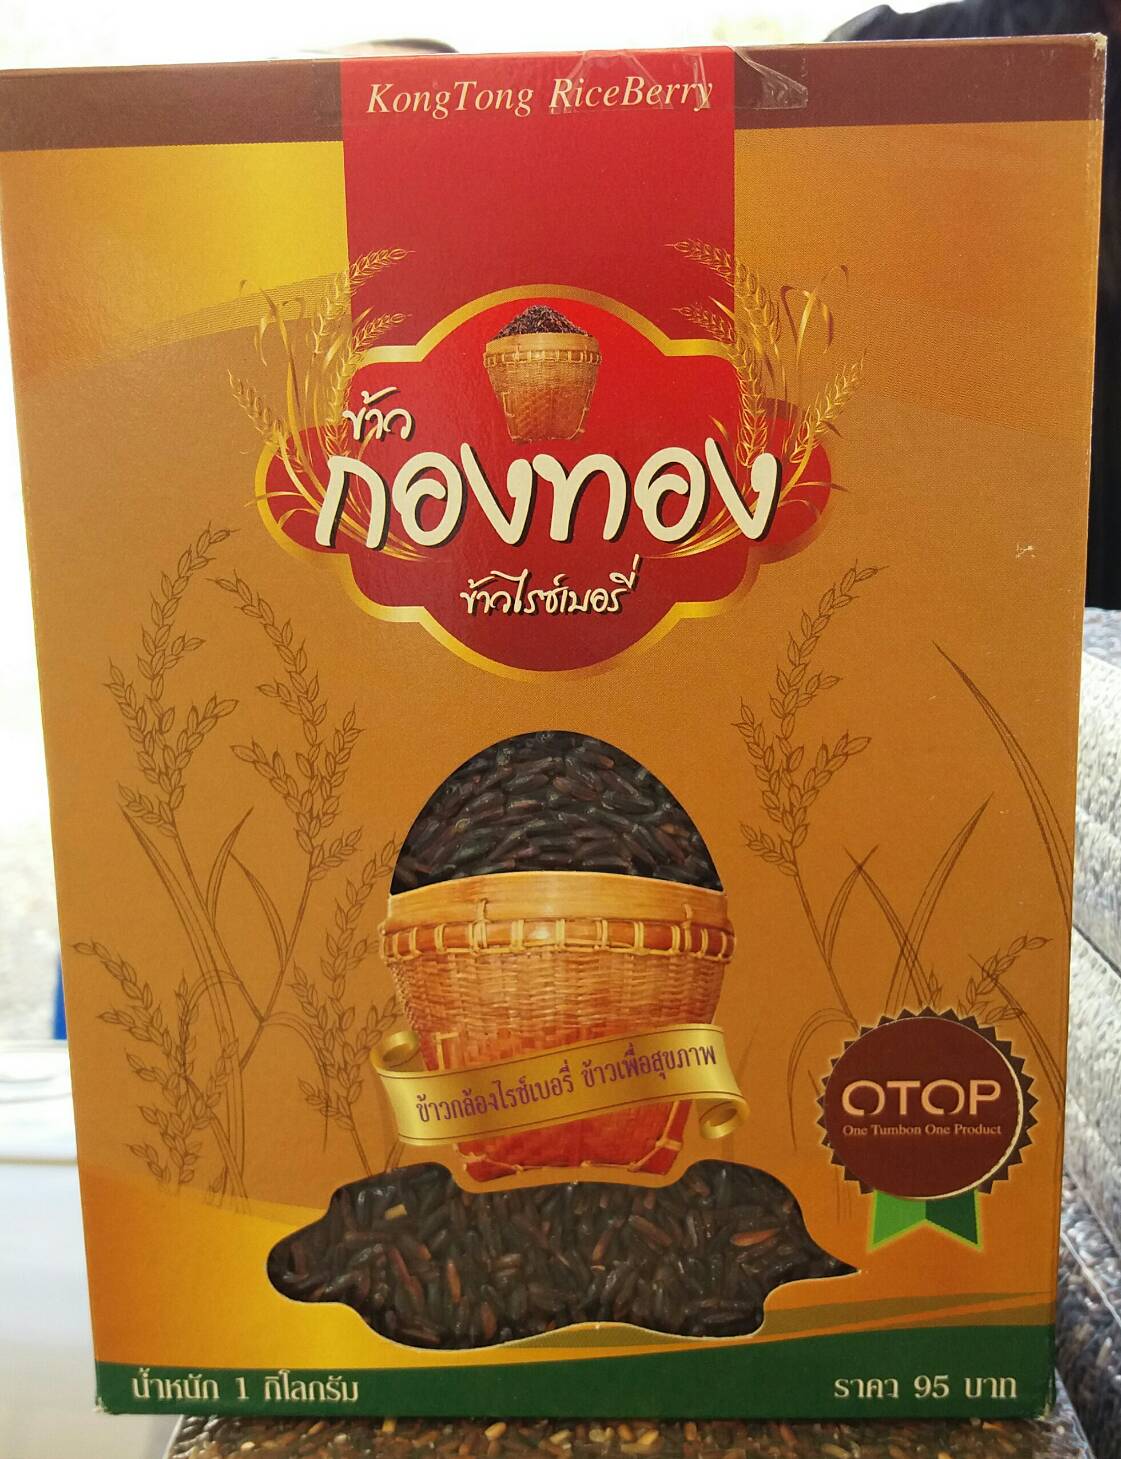 KongTong RiceBerry
ข้าว
กองทอง
ข้าวไรซ์เบอรี่
ข้าวกล้องไรซ์เบอรี่ ข้าวเพื่อสุขภาพ
OTOP
One Tumbon One Product
น้ำหนัก 1 กิโลกรัม
ราคา 95 บาท